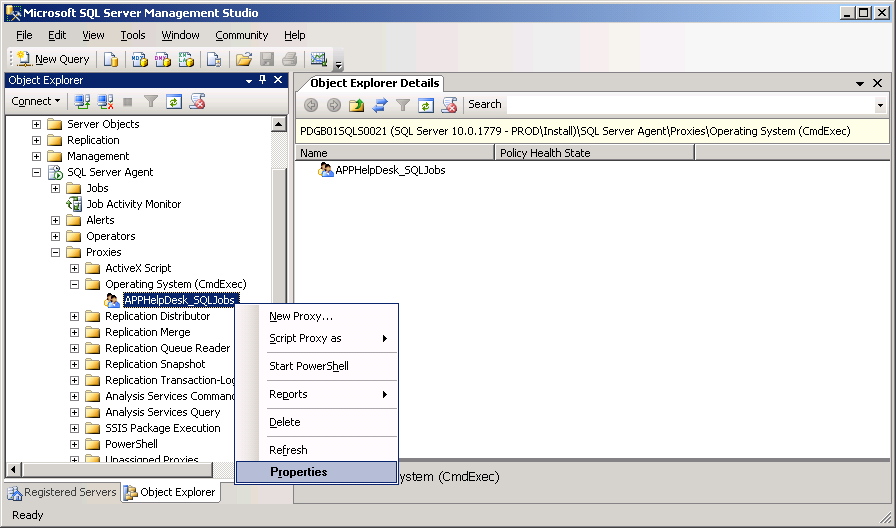 Microsoft SQL Server Management Studio
File Edit View Tools Window Community Help
New Query
Object Explorer
Connect
Server Objects
Replication
Management
SQL Server Agent
Jobs
Job Activity Monitor
Alerts
Operators
Proxies
ActiveX Script
Operating System (CmdExec)
APPHelpDesk_SQLJobs
Replication Distributor
Replication Merge
Replication Queue Reader
Replication Snapshot
Replication Transaction-Log
Analysis Services Command
Analysis Services Query
SSIS Package Execution
PowerShell
Unassigned Proxies
Registered Servers Object Explorer
Ready
Object Explorer Details
Search
PDGB01SQLS0021 (SQL Server 10.0.1779 - PROD\Install)\SQL Server Agent\Proxies\Operating System (CmdExec)
Name Policy Health State
APPHelpDesk_SQLJobs
New Proxy...
Script Proxy as
Start PowerShell
Reports
Delete
Refresh
Properties
ystem (CmdExec)